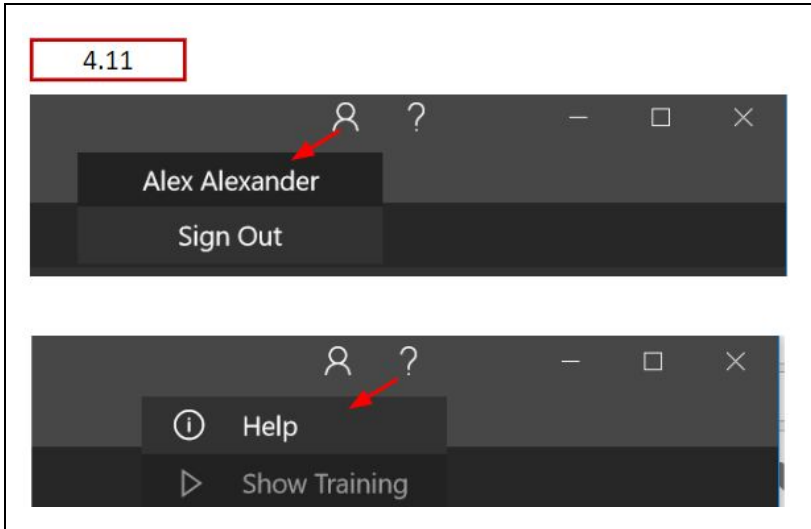 4.11
?
Alex Alexander
Sign Out
?
Help
Show Training